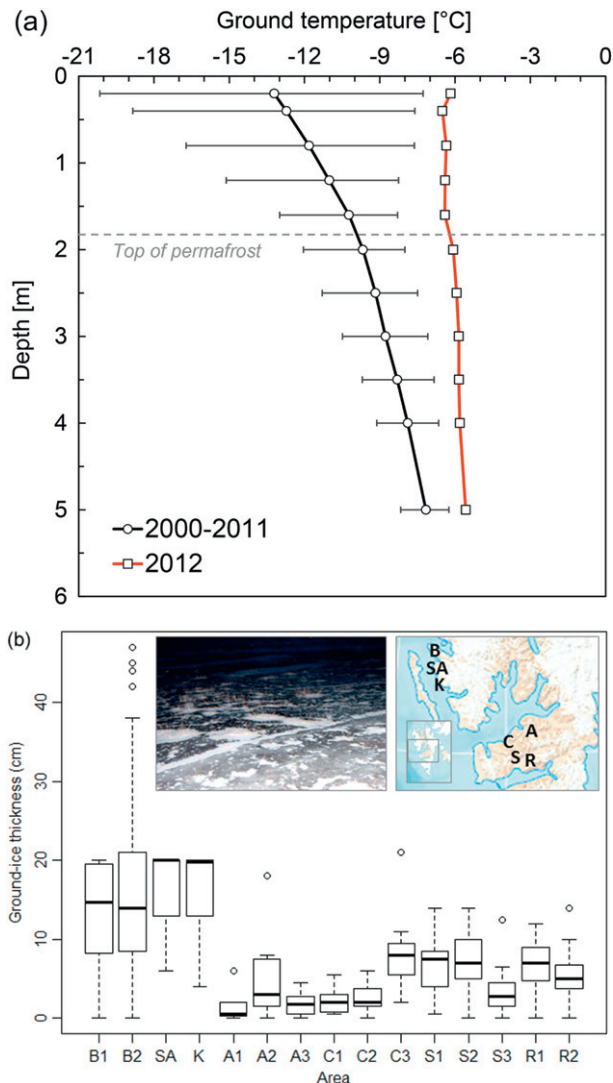 (a)
Ground temperature [°C]
-21 -18 -15 -12 -9 -6 -3 0
0
1
2
3
4
5
6
Depth [m]
Top of permafrost
2000-2011
2012
(b)
Ground-ice thickness (cm)
40
30
20
10
0
B
SA
K
A
C
S
R
B1 B2 SA K A1 A2 A3 C1 C2 C3 S1 S2 S3 R1 R2
Area